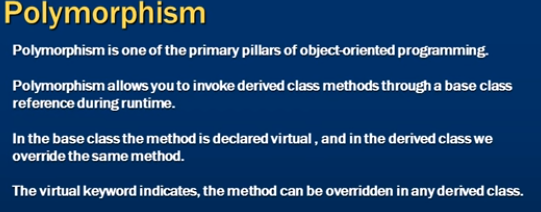 Polymorphism
Polymorphism is one of the primary pillars of object-oriented programming.
Polymorphism allows you to invoke derived class methods through a base class
reference during runtime.
In the base class the method is declared virtual , and in the derived class we
override the same method.
The virtual keyword indicates, the method can be overridden in any derived class.